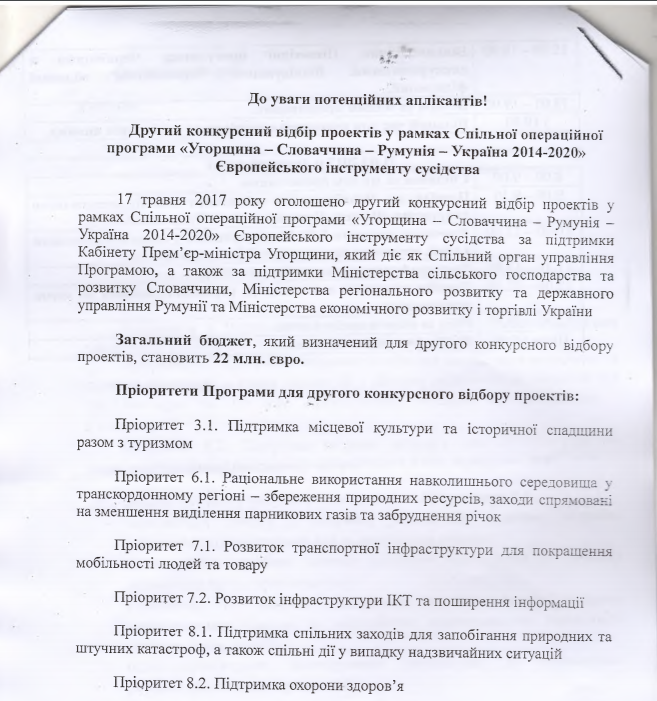 До уваги потенційних аплікантів!
Другий конкурсний відбір проектів у рамках Спільної операційної
програми «Угорщина – Словаччина – Румунія – Україна 2014-2020»
Європейського інструменту сусідства
17 травня 2017 року оголошено другий конкурсний відбір проектів у
рамках Спільної операційної програми «Угорщина – Словаччина – Румунія –
Україна 2014-2020» Європейського інструменту сусідства за підтримки
Кабінету Прем’єр-міністра Угорщини, який діє як Спільний орган управління
Програмою, а також за підтримки Міністерства сільського господарства та
розвитку Словаччини, Міністерства регіонального розвитку та державного
управління Румунії та Міністерства економічного розвитку і торгівлі України
Загальний бюджет, який визначений для другого конкурсного відбору
проектів, становить 22 млн. євро.
Пріоритети Програми для другого конкурсного відбору проектів:
Пріоритет 3.1. Підтримка місцевої культури та історичної спадщини
разом з туризмом
Пріоритет 6.1. Раціональне використання навколишнього середовища у
транскордонному регіоні – збереження природних ресурсів, заходи спрямовані
на зменшення виділення парникових газів та забруднення річок
Пріоритет 7.1. Розвиток транспортної інфраструктури для покращення
мобільності людей та товару
Пріоритет 7.2. Розвиток інфраструктури ІКТ та поширення інформації
Пріоритет 8.1. Підтримка спільних заходів для запобігання природних та
штучних катастроф, а також спільні дії у випадку надзвичайних ситуацій
Пріоритет 8.2. Підтримка охорони здоров’я